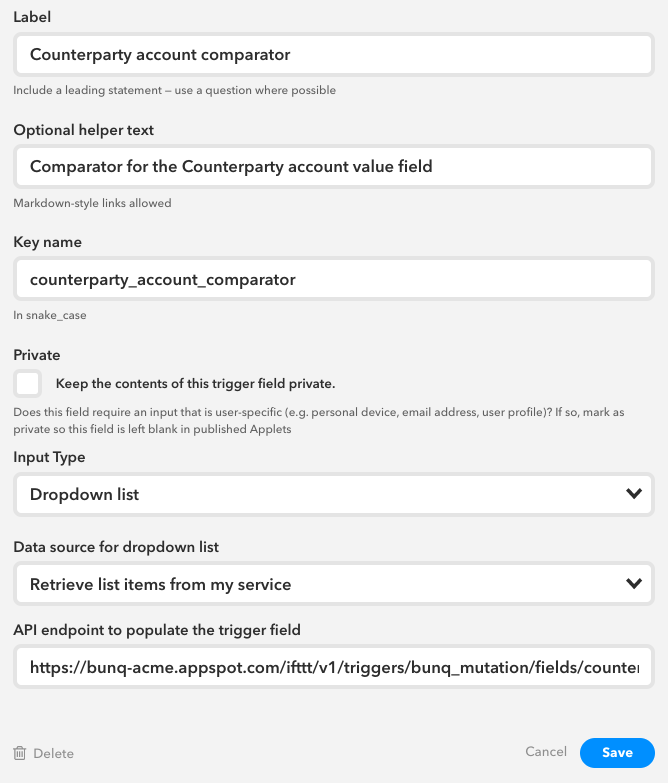 Label
Counterparty account comparator
Include a leading statement – use a question where possible
Optional helper text
Comparator for the Counterparty account value field
Markdown-style links allowed
Key name
counterparty_account_comparator
In snake_case
Private
Keep the contents of this trigger field private.
Does this field require an input that is user-specific (e.g. personal device, email address, user profile)? If so, mark as
private so this field is left blank in published Applets
Input Type
Dropdown list
Data source for dropdown list
Retrieve list items from my service
API endpoint to populate the trigger field
https://bunq-acme.appspot.com/ifttt/v1/triggers/bunq_mutation/fields/counter
Delete
Cancel
Save